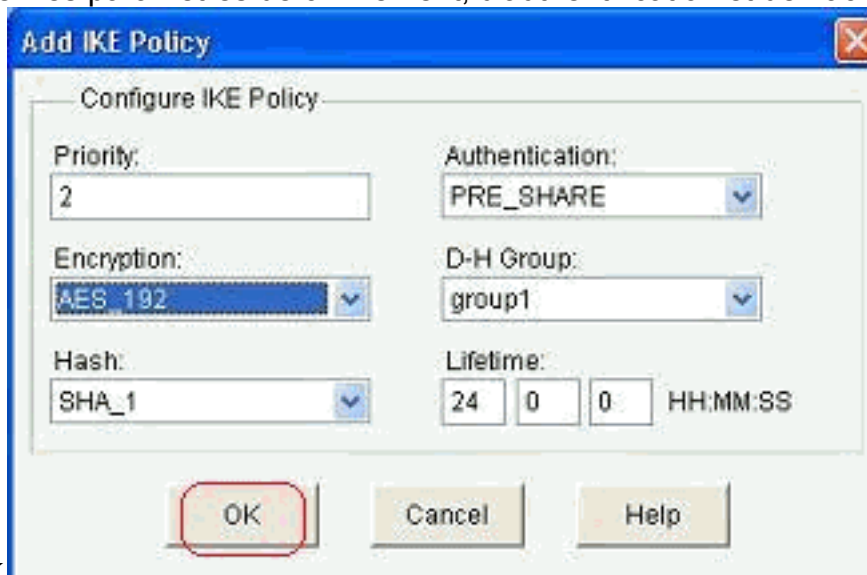 Add IKE Policy
Configure IKE Policy
Priority:
2
Authentication:
PRE_SHARE
Encryption:
AES_192
D-H Group:
group1
Hash:
SHA_1
Lifetime:
24 0 0 HH:MM:SS
OK Cancel Help